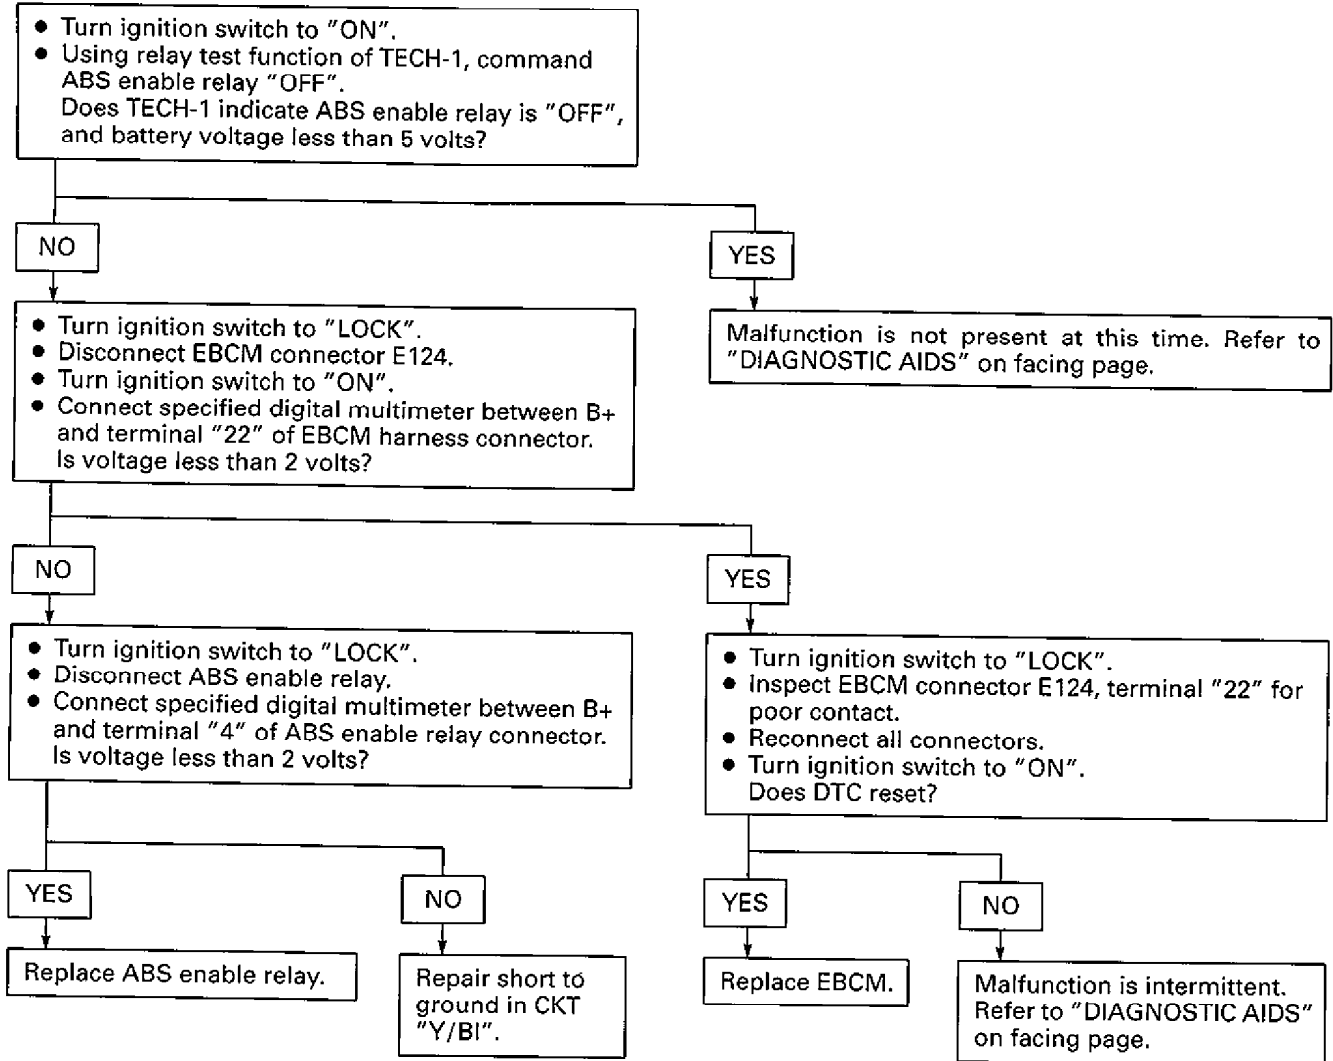 ● Turn ignition switch to "ON".
● Using relay test function of TECH-1, command
ABS enable relay "OFF".
Does TECH-1 indicate ABS enable relay is "OFF",
and battery voltage less than 5 volts?
NO
YES
● Turn ignition switch to "LOCK".
● Disconnect EBCM connector E124.
● Turn ignition switch to "ON".
● Connect specified digital multimeter between B+
and terminal "22" of EBCM harness connector.
Is voltage less than 2 volts?
Malfunction is not present at this time. Refer to
"DIAGNOSTIC AIDS" on facing page.
NO
YES
● Turn ignition switch to "LOCK".
● Disconnect ABS enable relay.
● Connect specified digital multimeter between B+
and terminal "4" of ABS enable relay connector.
Is voltage less than 2 volts?
● Turn ignition switch to "LOCK".
● Inspect EBCM connector E124, terminal "22" for
poor contact.
● Reconnect all connectors.
● Turn ignition switch to "ON".
Does DTC reset?
YES
NO
YES
NO
Replace ABS enable relay.
Repair short to
ground in CKT
"Y/Bl".
Replace EBCM.
Malfunction is intermittent.
Refer to "DIAGNOSTIC AIDS"
on facing page.